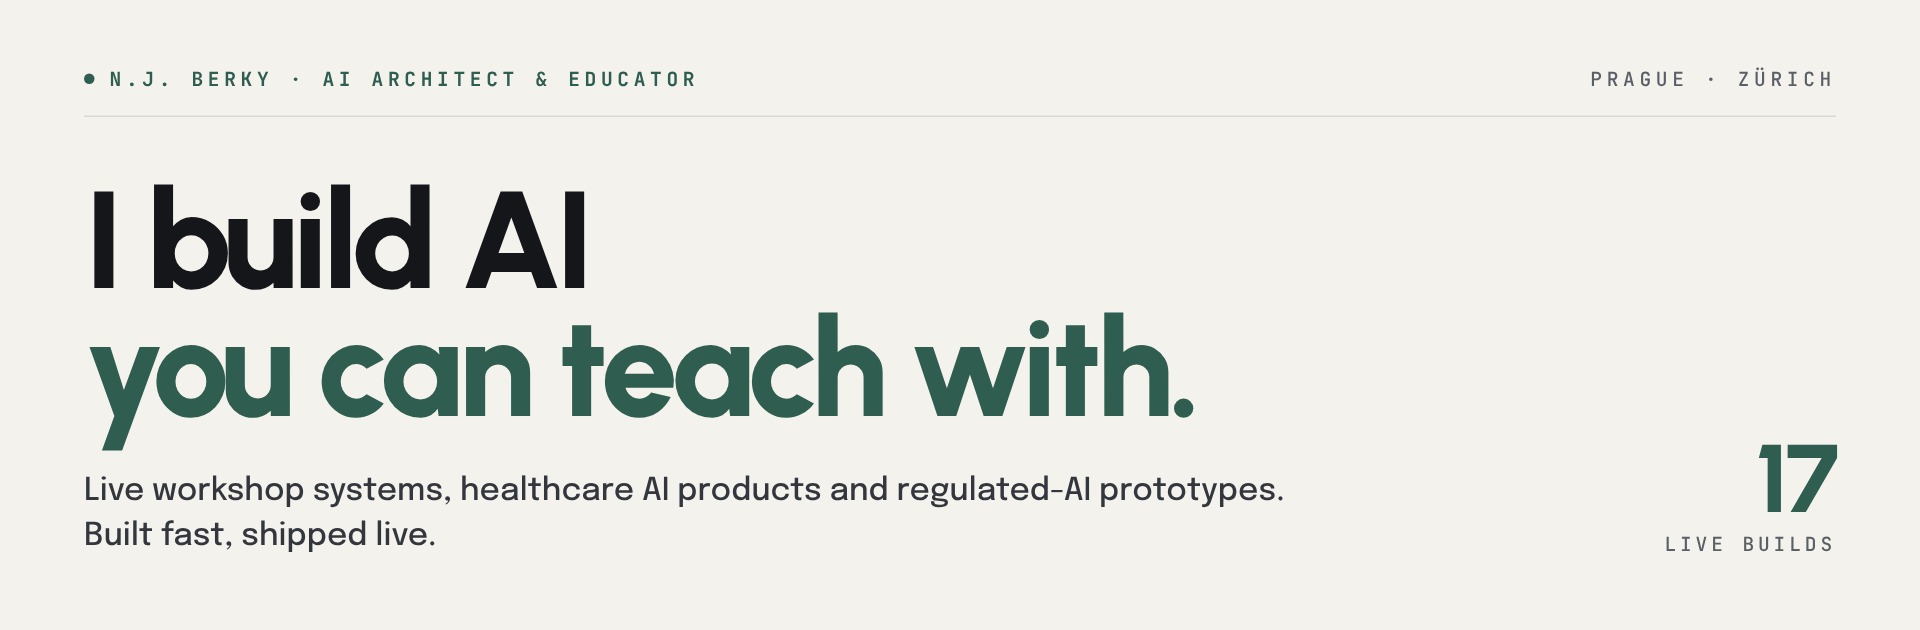 N.J. BERKY · AI ARCHITECT & EDUCATOR
PRAGUE · ZÜRICH
I build AI
you can teach with.
Live workshop systems, healthcare AI products and regulated-AI prototypes.
Built fast, shipped live.
17
LIVE BUILDS